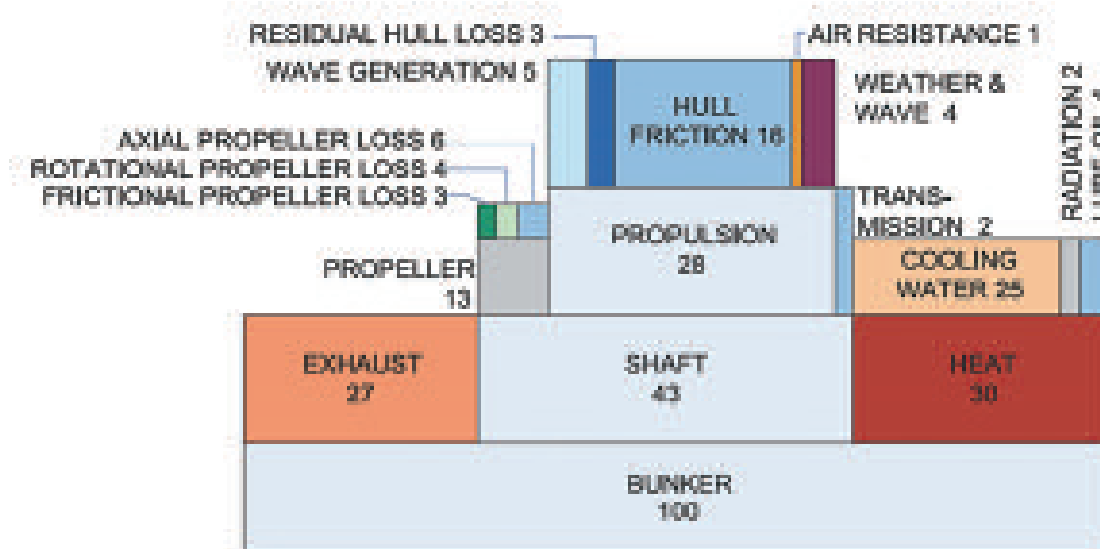 RESIDUAL HULL LOSS 3
AIR RESISTANCE 1
WAVE GENERATION 5
HULL
FRICTION 16
WEATHER &
WAVE 4
RADIATION 2
AXIAL PROPELLER LOSS 6
ROTATIONAL PROPELLER LOSS 4
FRICTIONAL PROPELLER LOSS 3
TRANS-
MISSION 2
PROPULSION
28
PROPELLER
13
COOLING
WATER 25
EXHAUST
27
SHAFT
43
HEAT
30
BUNKER
100